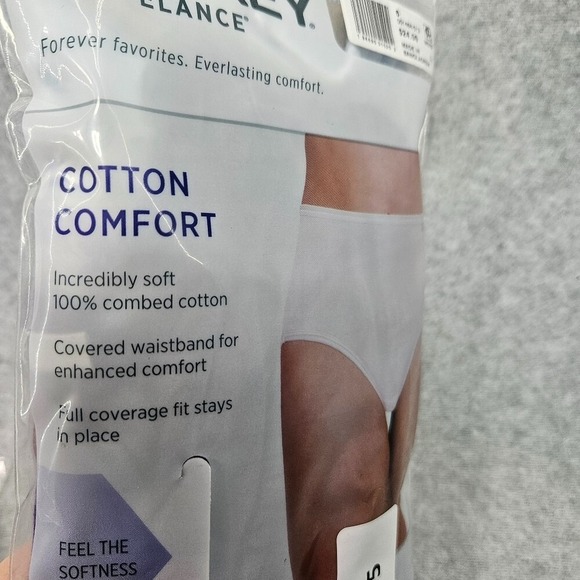 ELANCE®
Forever favorites. Everlasting comfort.
COTTON
COMFORT
Incredibly soft
100% combed cotton
Covered waistband for
enhanced comfort
Full coverage fit stays
in place
FEEL THE
SOFTNESS
5